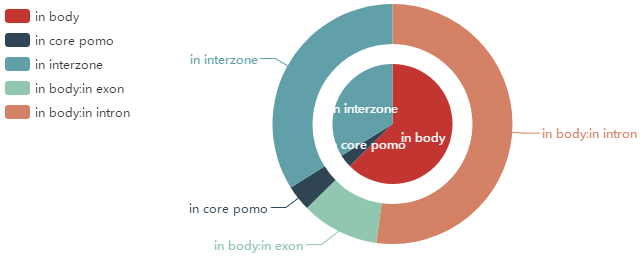 in body
in core pomo
in interzone
in body:in exon
in body:in intron
in interzone
in interzone
core pomo
in body
in body:in intron
in core pomo
in body:in exon